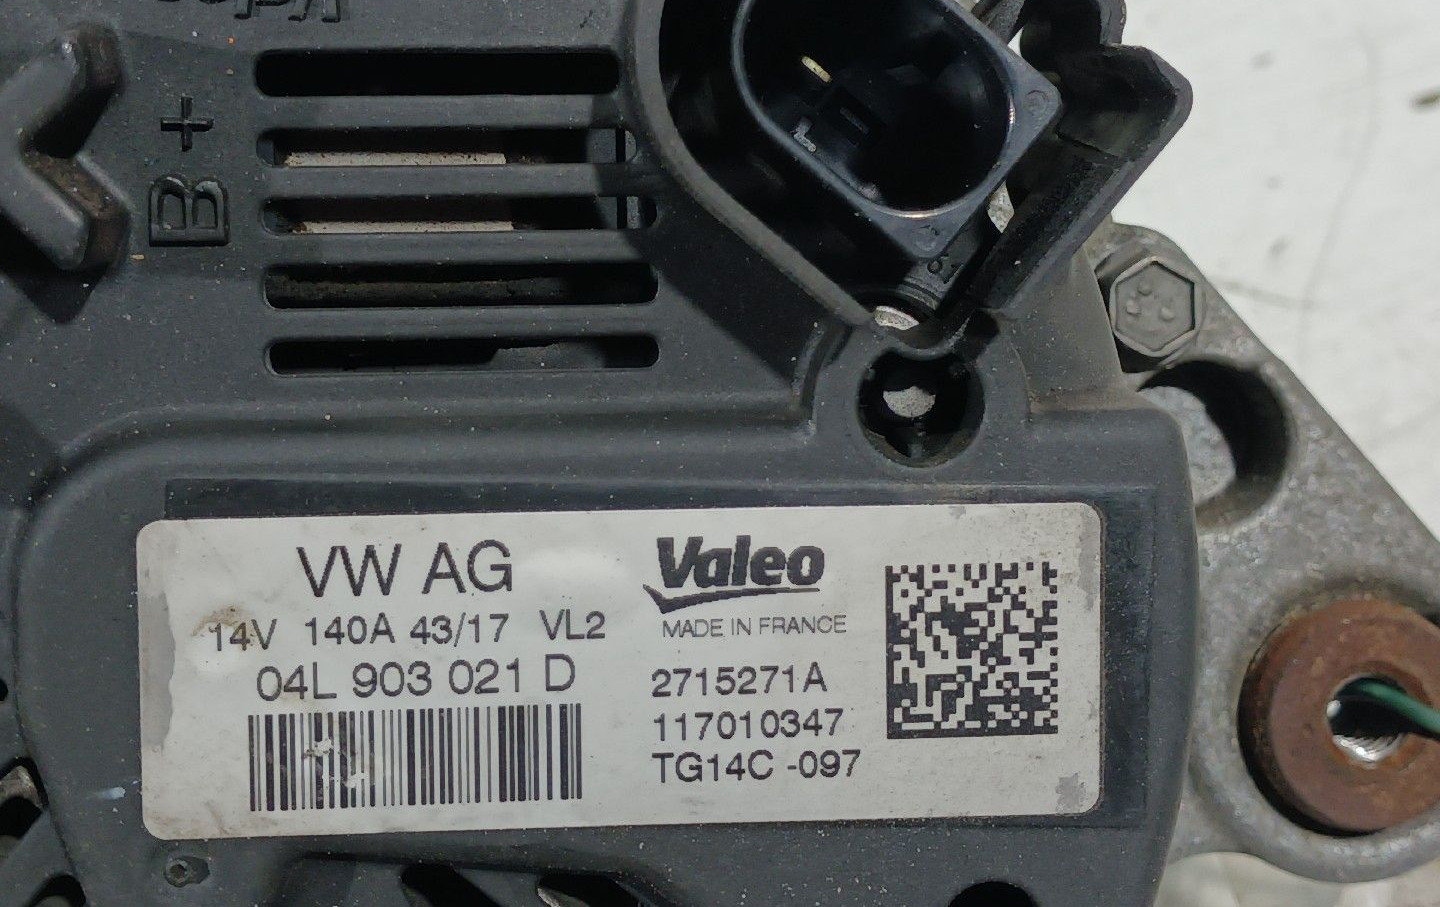 B+
VW AG
14V 140A 43/17 VL2
04L 903 021 D
Valeo
MADE IN FRANCE
2715271A
117010347
TG14C -097